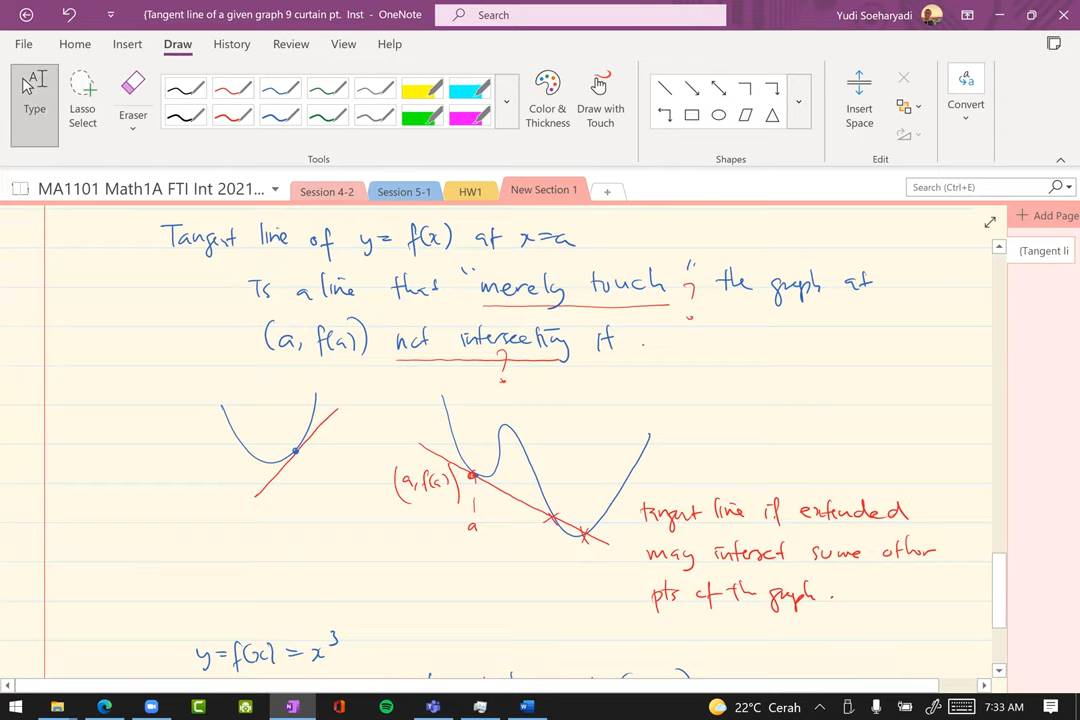 {Tangent line of a given graph 9 curtain pt. Inst - OneNote
Search
Yudi Soeharyadi
File Home Insert Draw History Review View Help
Type
Lasso Select
Eraser
Color & Thickness
Draw with Touch
Insert Space
Convert
Tools
Shapes
Edit
MA1101 Math1A FTI Int 2021...
Session 4-2
Session 5-1
HW1
New Section 1
Search (Ctrl+E)
Add Page
{Tangent li
Tangent line of y = f(x) at x=a
Is a line that "merely touch" ? the graph at
(a, f(a)) not intersecting it.
?
(a, f(a))
a
tangent line if extended
may interset some other
pts of the graph.
y = f(x) = x³
22°C Cerah
7:33 AM